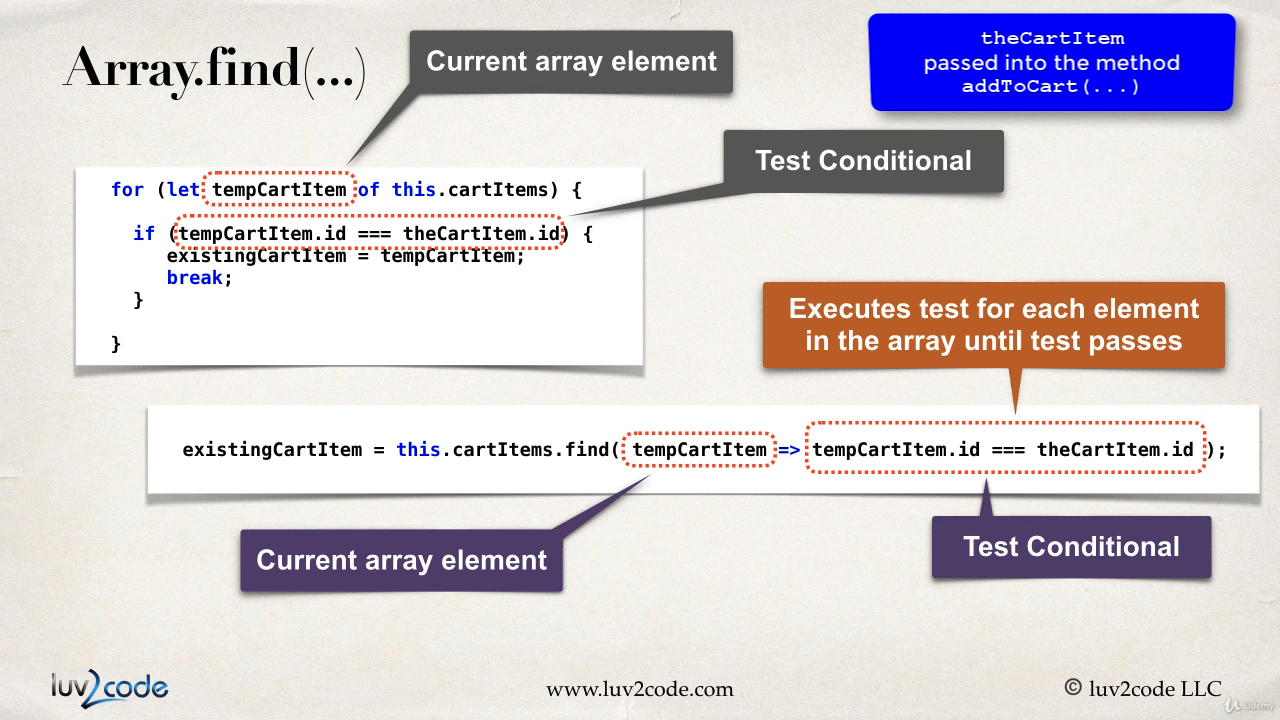 Array.find(...)
Current array element
theCartItem
passed into the method
addToCart(...)
Test Conditional
for (let tempCartItem of this.cartItems) {
if (tempCartItem.id === theCartItem.id) {
existingCartItem = tempCartItem;
break;
}
}
Executes test for each element
in the array until test passes
existingCartItem = this.cartItems.find( tempCartItem => tempCartItem.id === theCartItem.id );
Current array element
Test Conditional
luv2code
www.luv2code.com
© luv2code LLC
Udemy